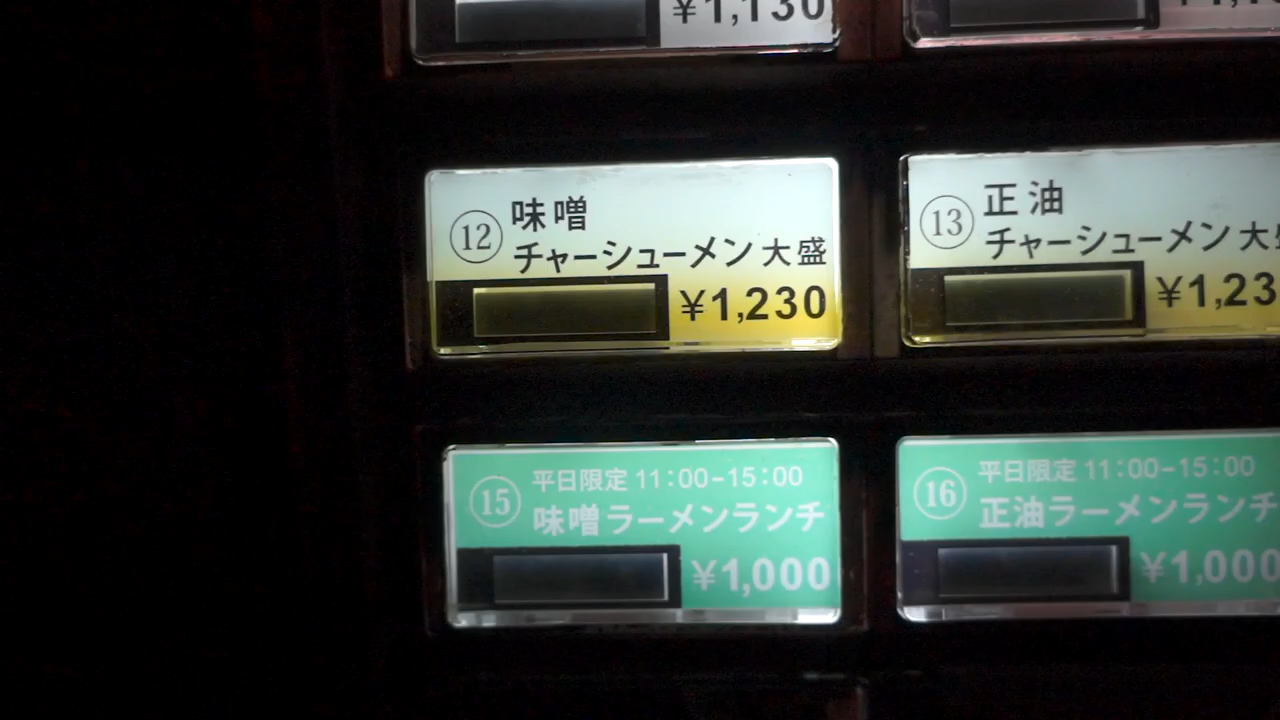 ¥1,130
⑫ 味噌
チャーシューメン大盛
¥1,230
⑬ 正油
チャーシューメン大
¥1,23
⑮ 平日限定 11:00-15:00
味噌ラーメンランチ
¥1,000
⑯ 平日限定 11:00-15:00
正油ラーメンランチ
¥1,000